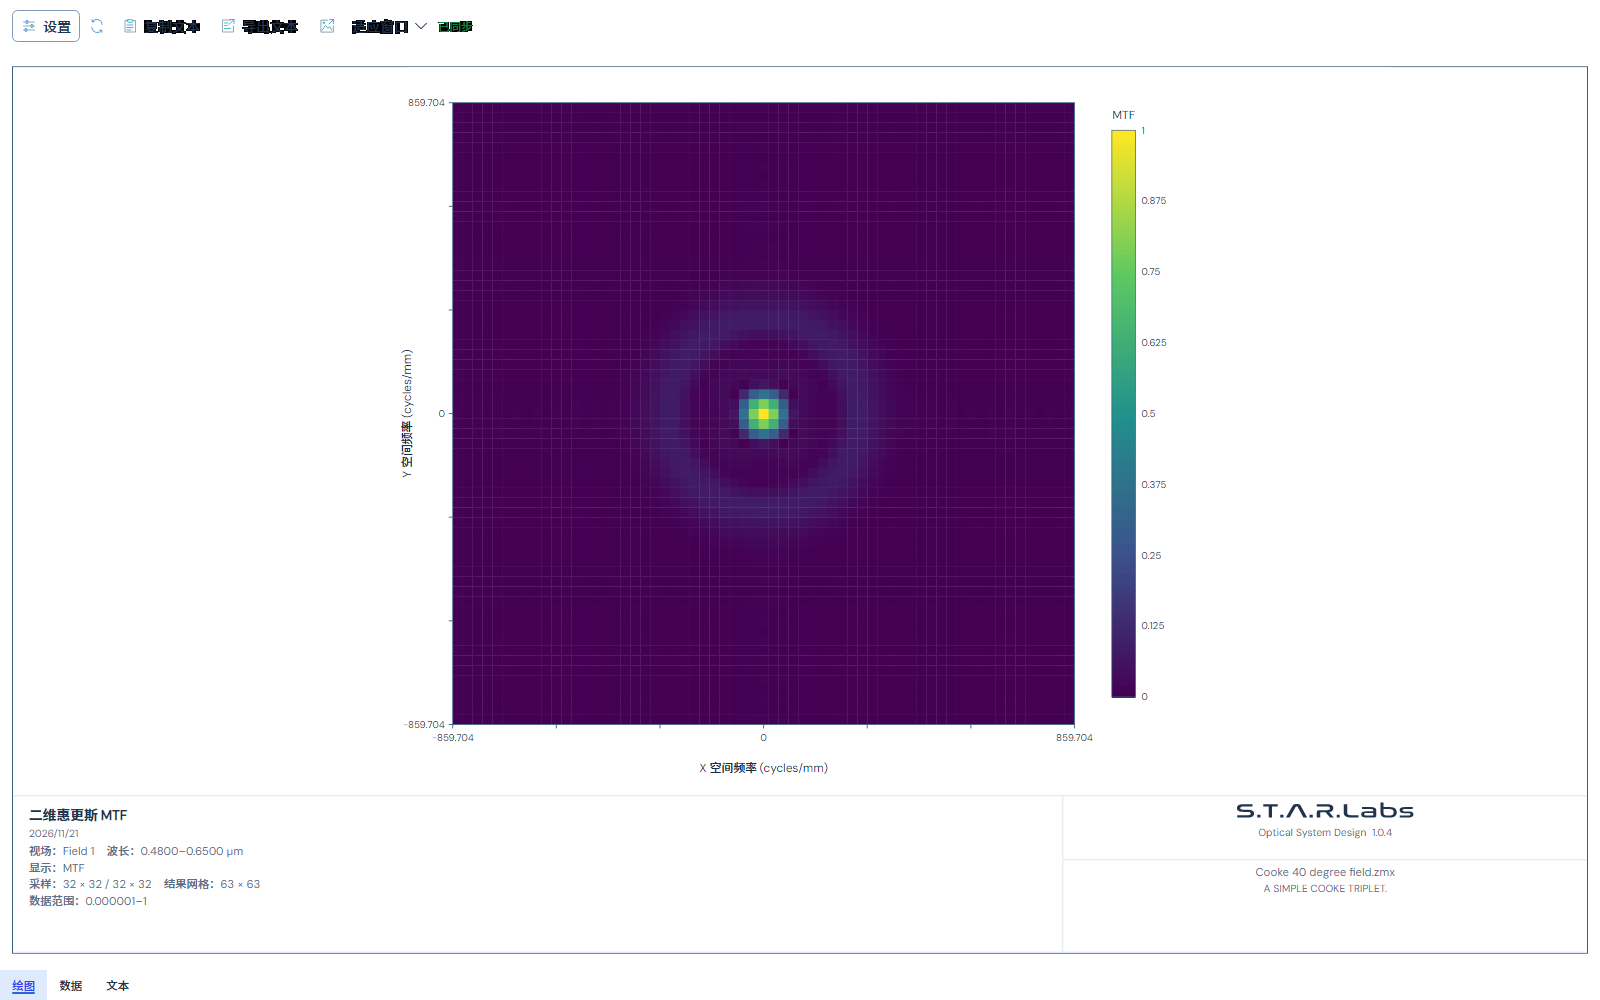 设置
859.704
0
-859.704
-859.704
0
859.704
Y 空间频率 (cycles/mm)
X 空间频率 (cycles/mm)
MTF
1
0.875
0.75
0.625
0.5
0.375
0.25
0.125
0
二维惠更斯 MTF
2026/11/21
视场：Field 1 波长：0.4800–0.6500 μm
显示：MTF
采样：32 × 32 / 32 × 32 结果网格：63 × 63
数据范围：0.000001–1
S.T.A.R.Labs
Optical System Design 1.0.4
Cooke 40 degree field.zmx
A SIMPLE COOKE TRIPLET.
绘图 数据 文本